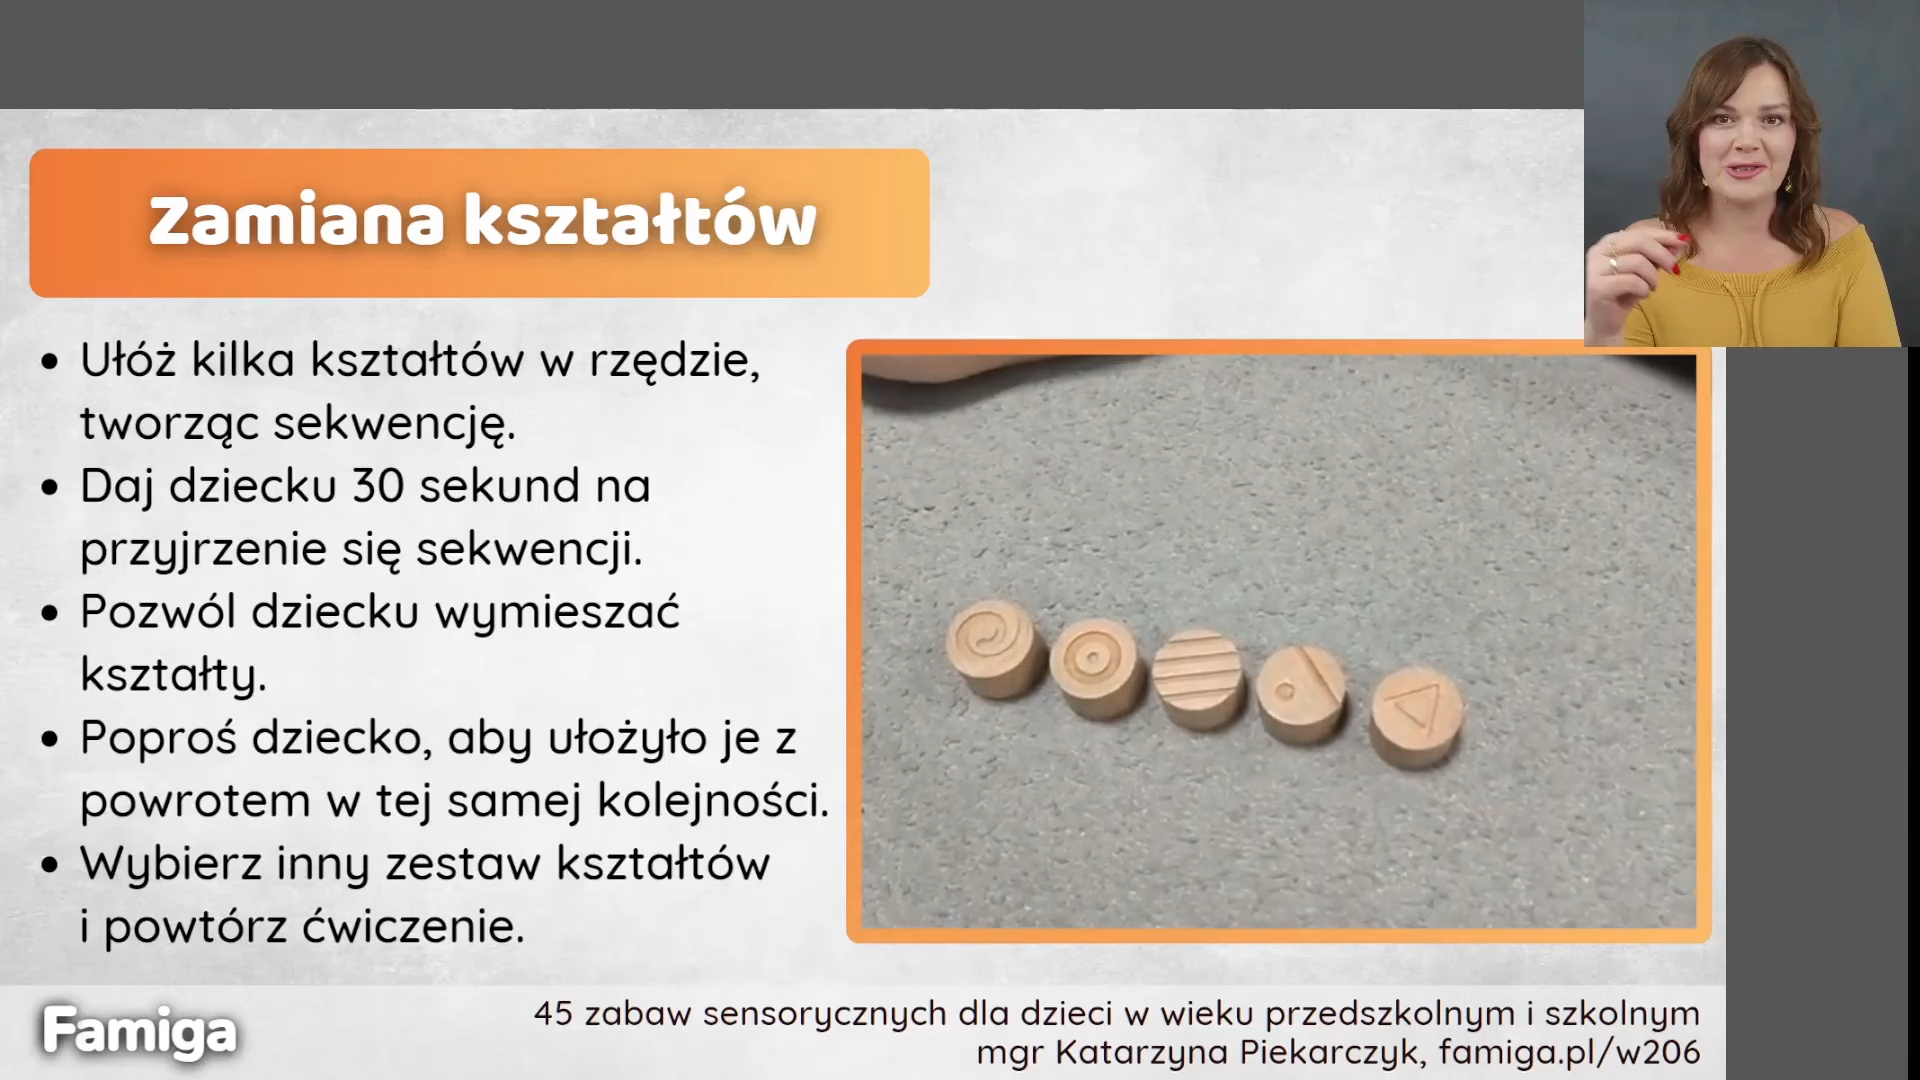 Zamiana kształtów
• Ułóż kilka kształtów w rzędzie,
tworząc sekwencję.
• Daj dziecku 30 sekund na
przyjrzenie się sekwencji.
• Pozwól dziecku wymieszać
kształty.
• Poproś dziecko, aby ułożyło je z
powrotem w tej samej kolejności.
• Wybierz inny zestaw kształtów
i powtórz ćwiczenie.
Famiga
45 zabaw sensorycznych dla dzieci w wieku przedszkolnym i szkolnym
mgr Katarzyna Piekarczyk, famiga.pl/w206